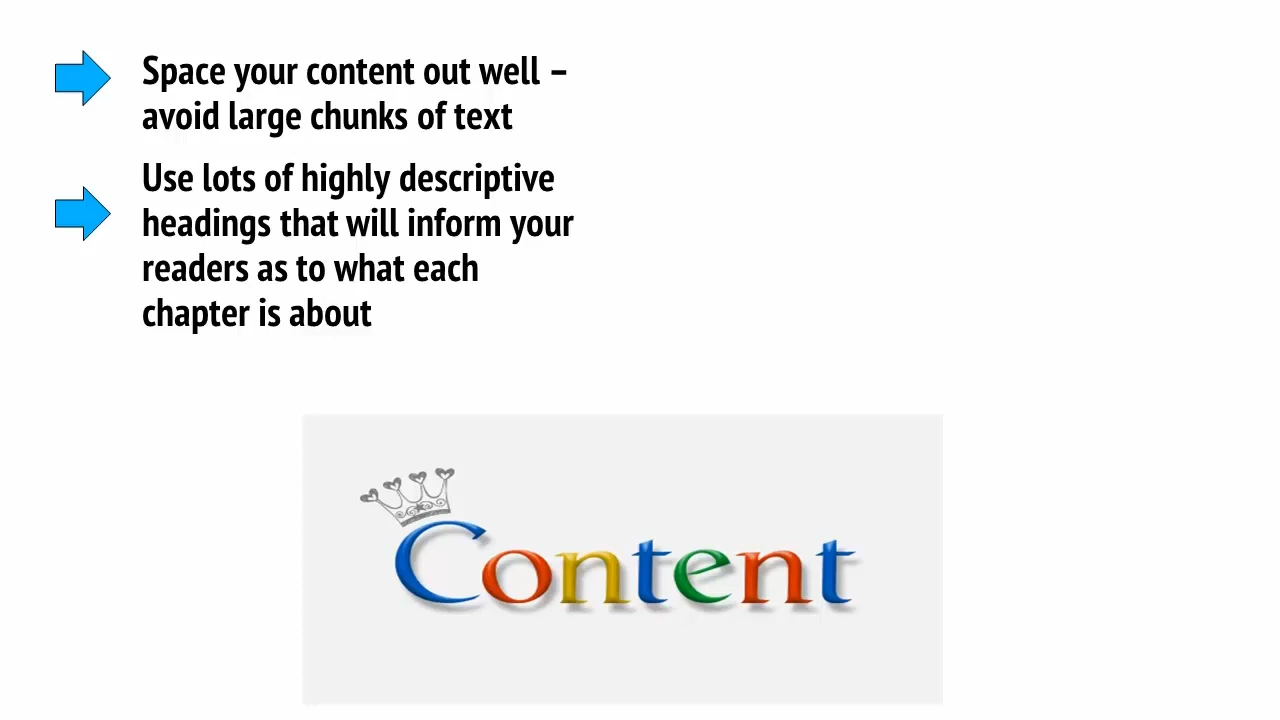 Space your content out well –
avoid large chunks of text
Use lots of highly descriptive
headings that will inform your
readers as to what each
chapter is about
Content